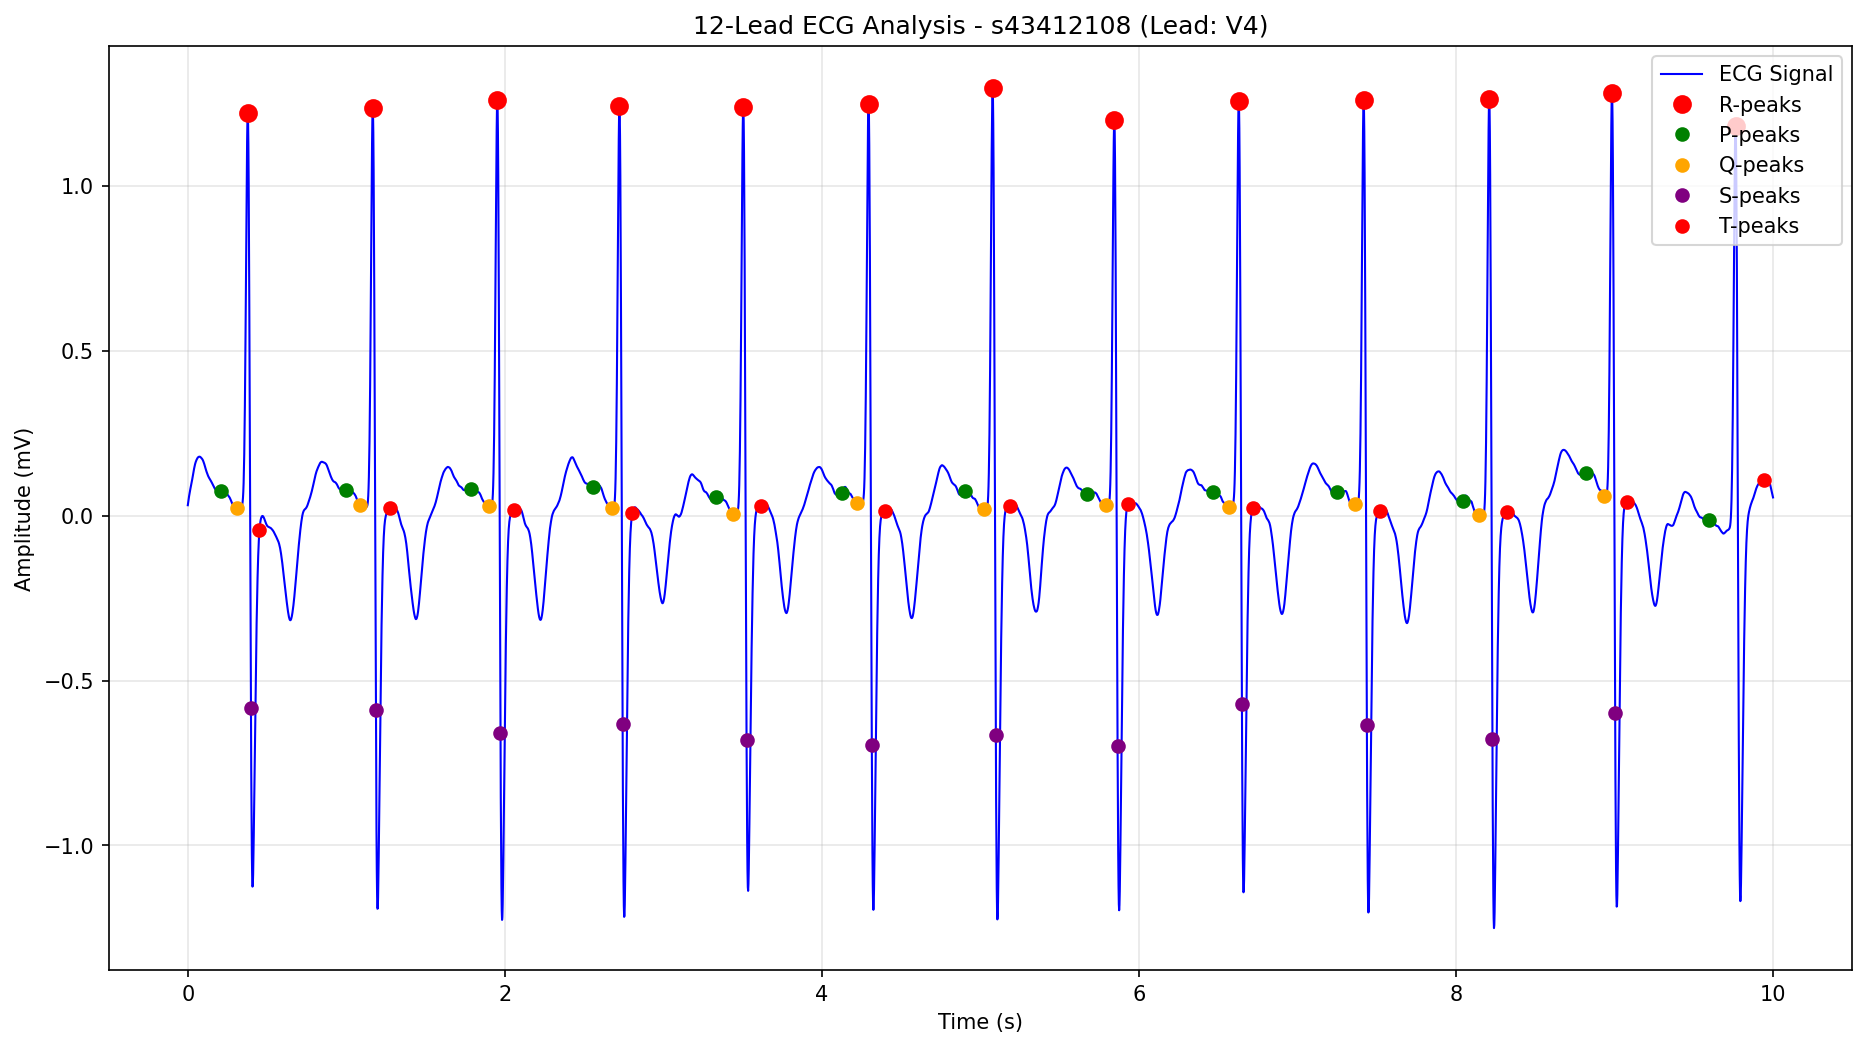 12-Lead ECG Analysis - s43412108 (Lead: V4)
ECG Signal
R-peaks
P-peaks
Q-peaks
S-peaks
T-peaks
Amplitude (mV)
1.0
0.5
0.0
−0.5
−1.0
0
2
4
6
8
10
Time (s)